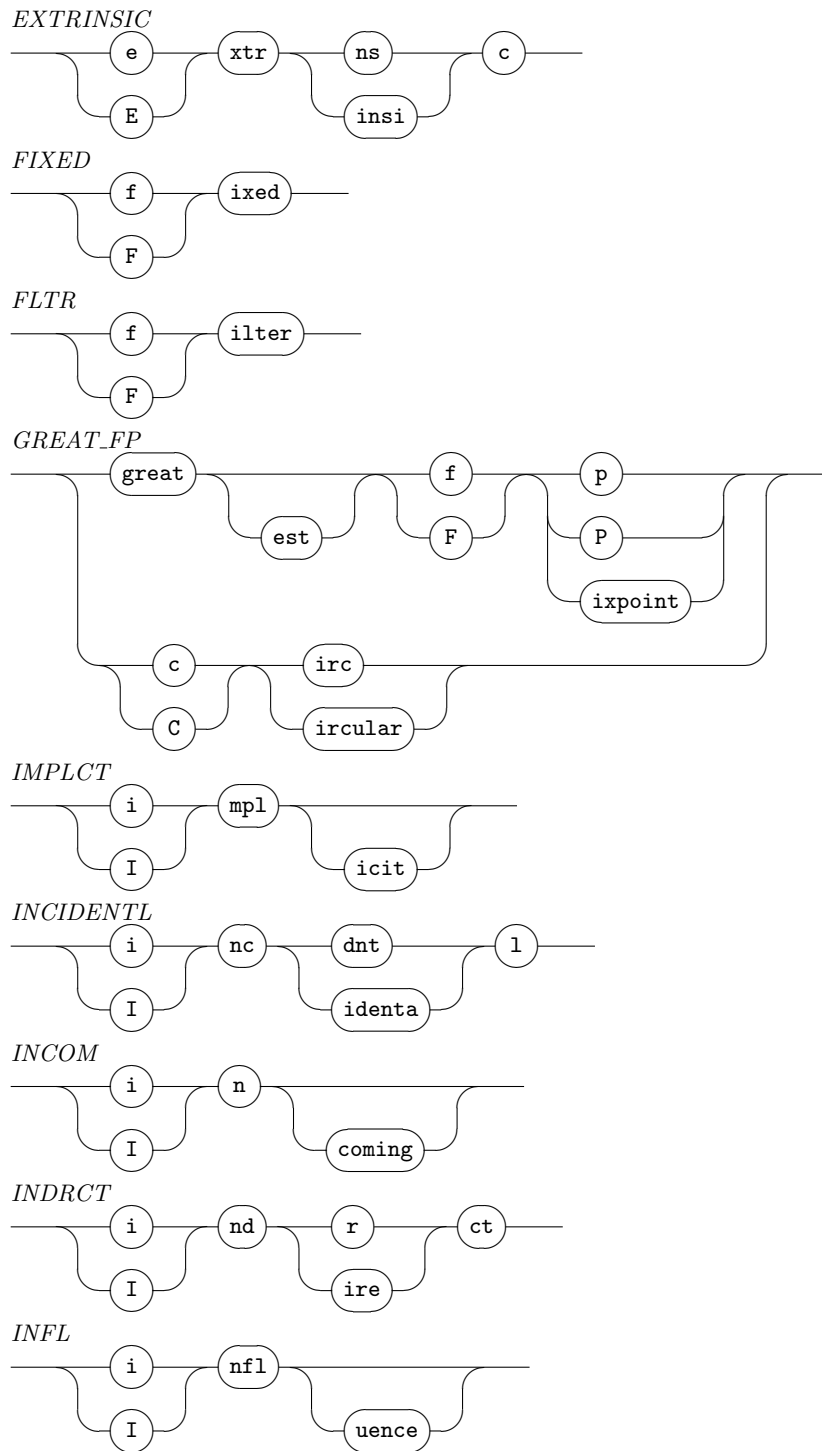 EXTRINSIC
e xtr ns c
E insi
FIXED
f ixed
F
FLTR
f ilter
F
GREAT_FP
great f p
est F P
ixpoint
c irc
C ircular
IMPLCT
i mpl
I icit
INCIDENTL
i nc dnt l
I identa
INCOM
i n
I coming
INDRCT
i nd r ct
I ire
INFL
i nfl
I uence